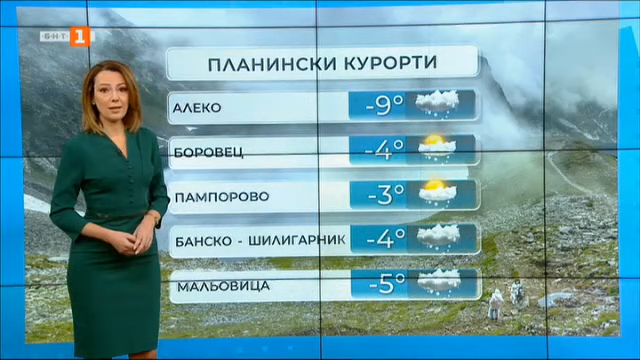 БНТ 1
ПЛАНИНСКИ КУРОРТИ
АЛЕКО -9°
БОРОВЕЦ -4°
ПАМПОРОВО -3°
БАНСКО - ШИЛИГАРНИК -4°
МАЛЬОВИЦА -5°